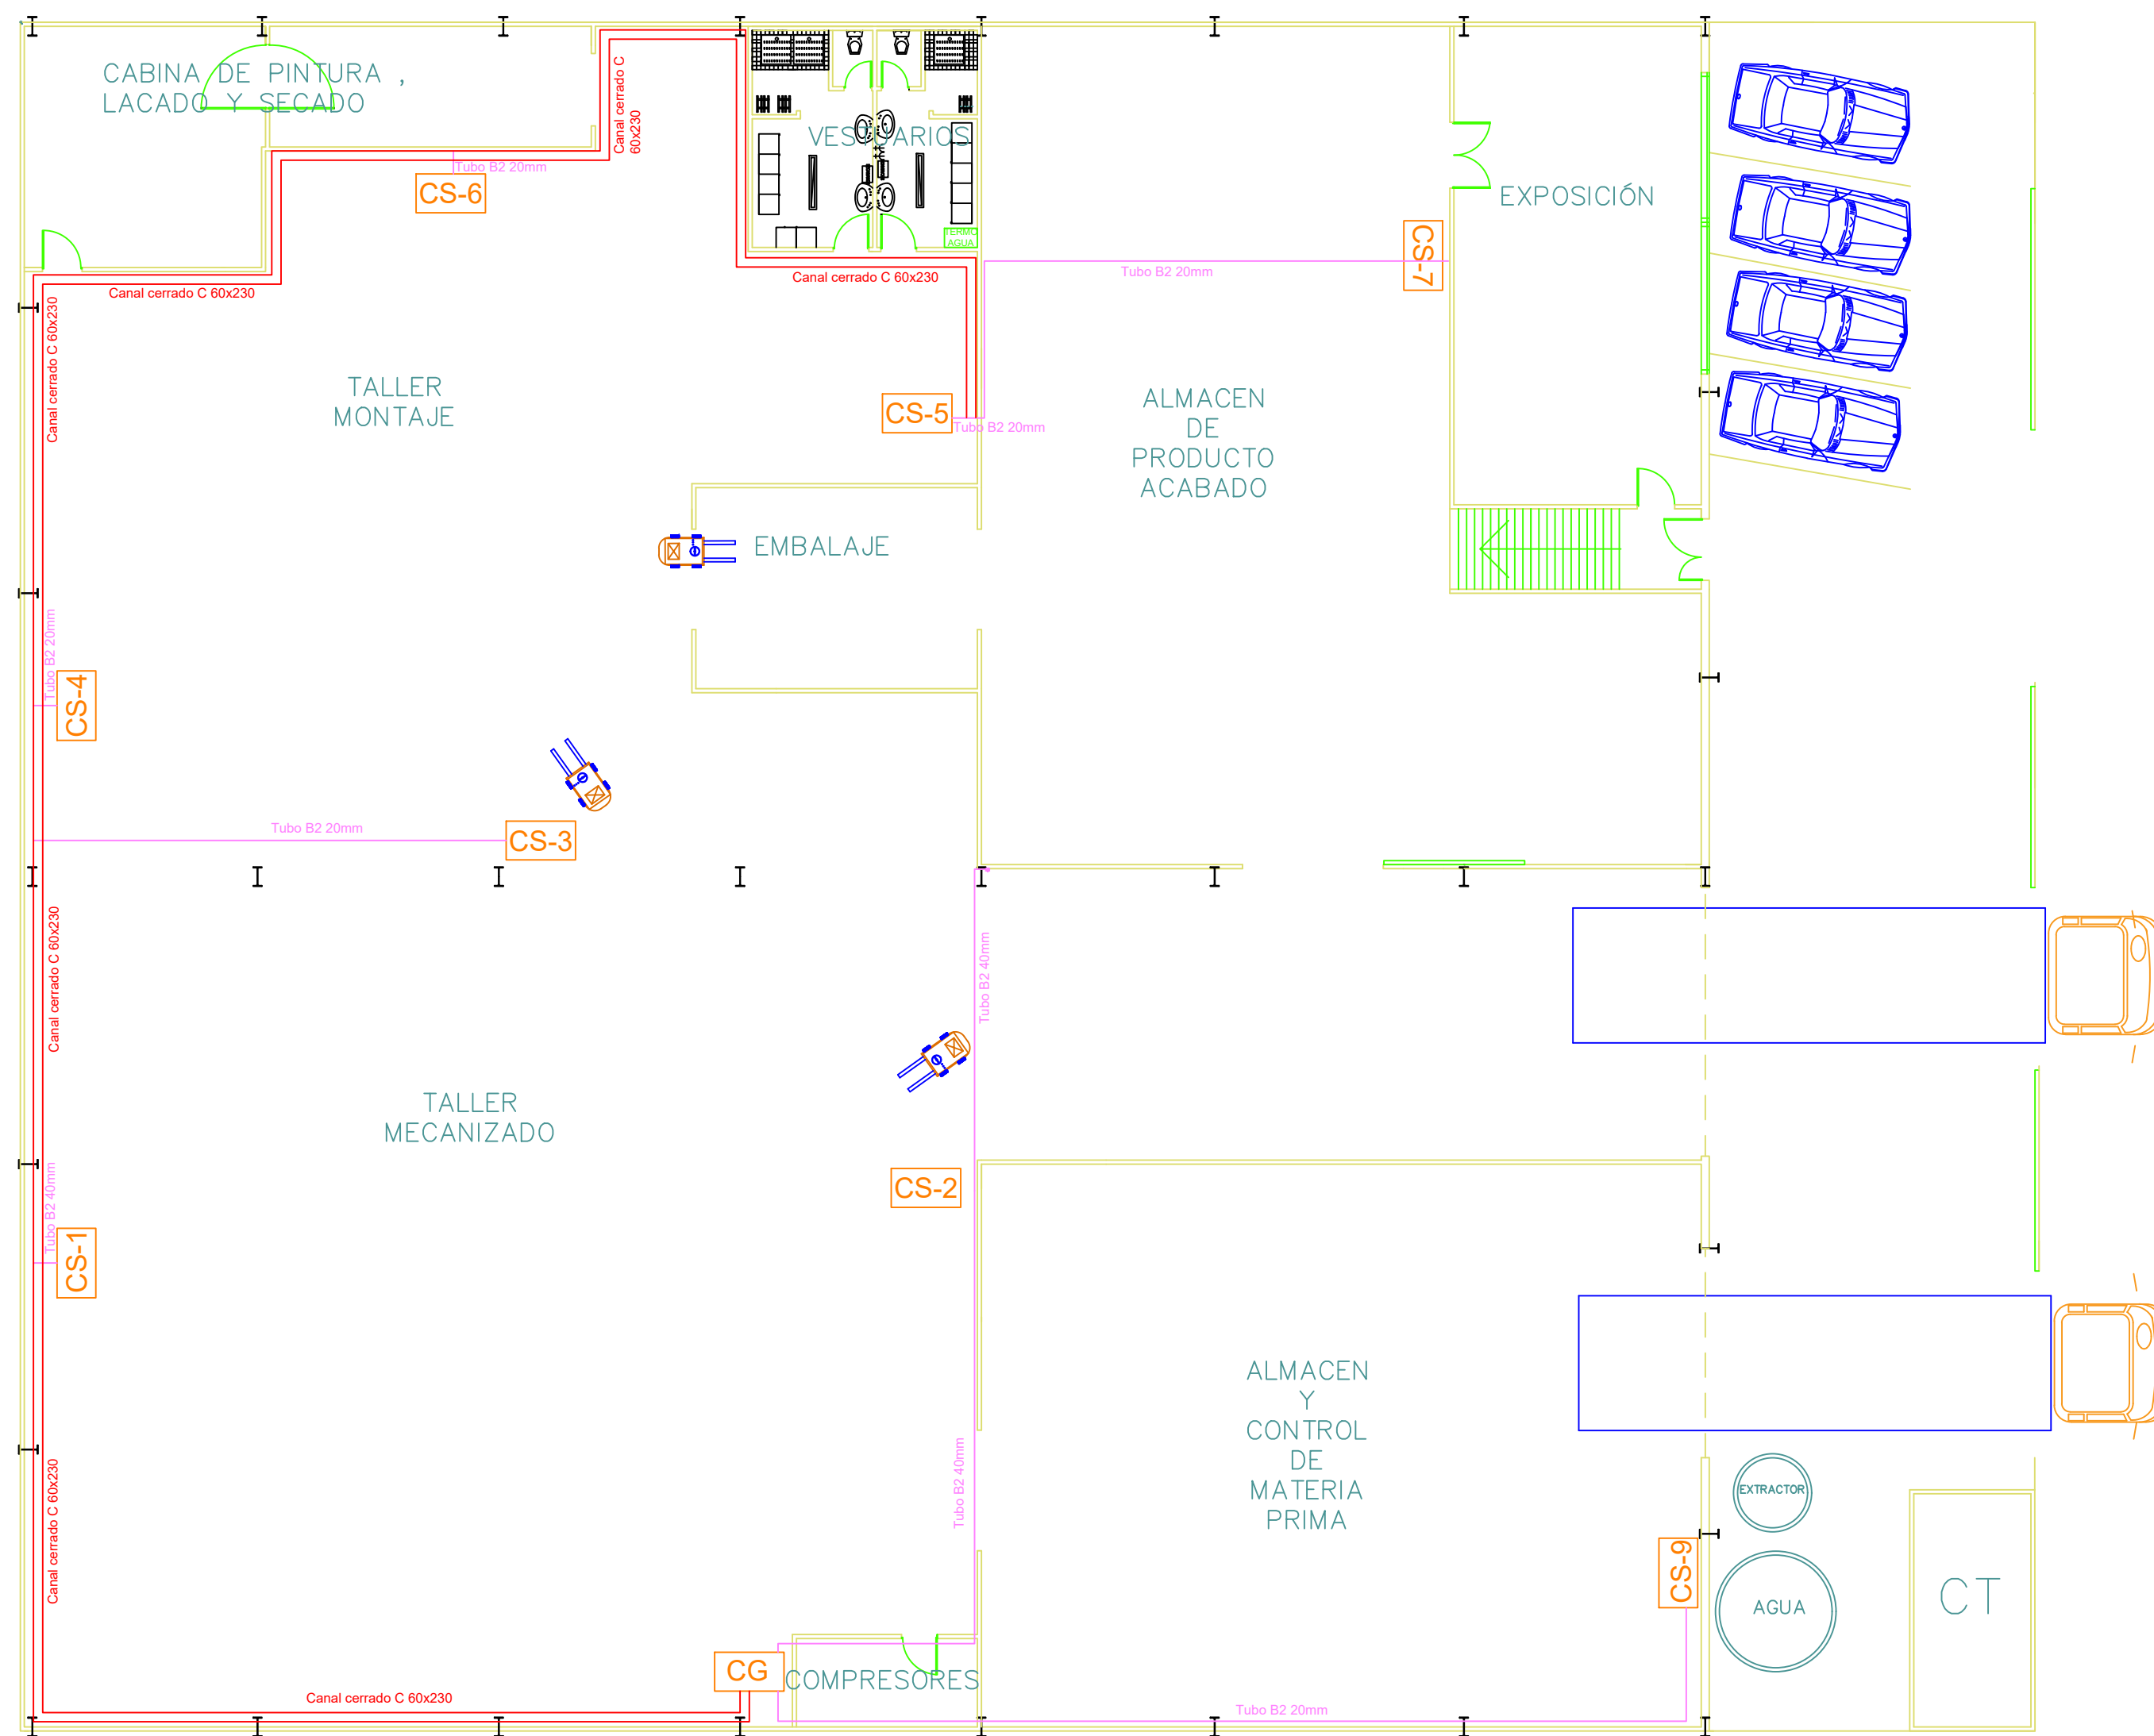 CABINA DE PINTURA ,
LACADO Y SECADO
Canal cerrado C
60x230
VESTUARIOS
Tubo B2 20mm
CS-6
EXPOSICIÓN
TERMO
AGUA
CS-7
Tubo B2 20mm
Canal cerrado C 60x230
Canal cerrado C 60x230
Canal cerrado C 60x230
TALLER
MONTAJE
CS-5
Tubo B2 20mm
ALMACEN
DE
PRODUCTO
ACABADO
EMBALAJE
Tubo B2 20mm
CS-4
Tubo B2 20mm
CS-3
Canal cerrado C 60x230
Tubo B2 40mm
TALLER
MECANIZADO
Tubo B2 40mm
CS-1
CS-2
ALMACEN
Y
CONTROL
DE
MATERIA
PRIMA
Canal cerrado C 60x230
Tubo B2 40mm
EXTRACTOR
CS-9
AGUA
CT
CG
COMPRESORES
Canal cerrado C 60x230
Tubo B2 20mm